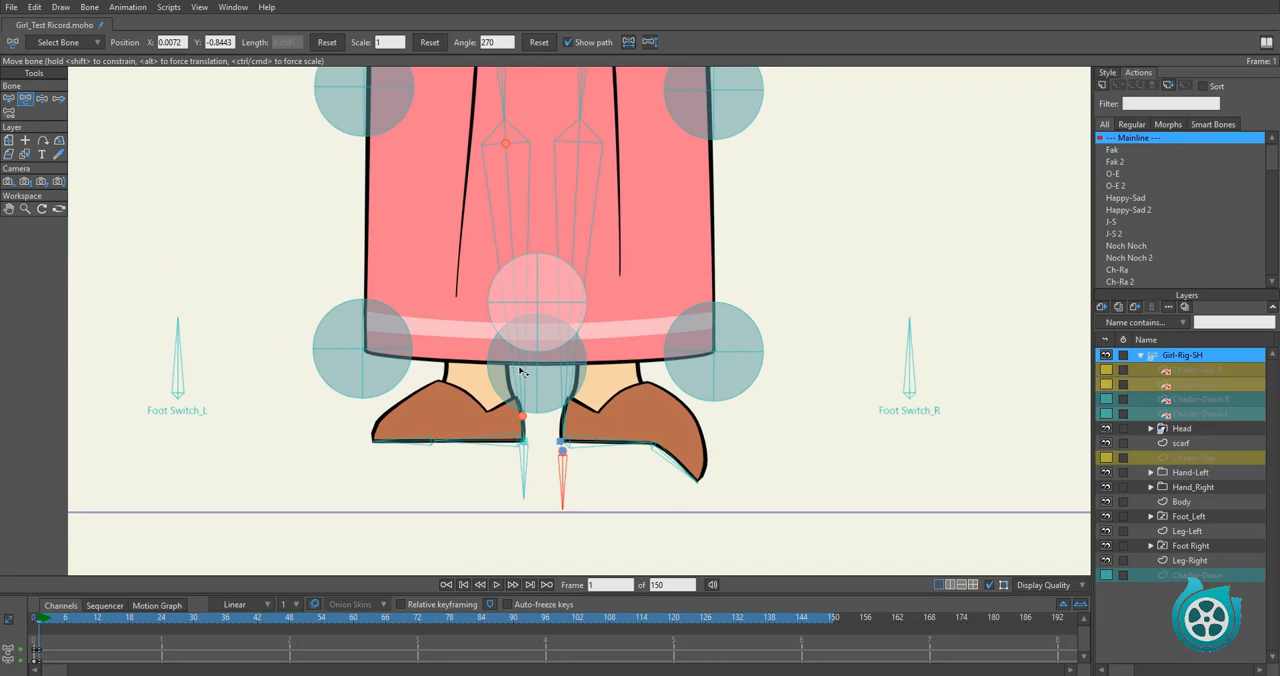 File Edit Draw Bone Animation Scripts View Window Help
Girl_Test Ricord.moho
Select Bone Position X: 0.0072 Y: -0.8443 Length: Reset Scale: 1 Reset Angle: 270 Reset Show path
Move bone (hold <shift> to constrain, <alt> to force translation, <ctrl/cmd> to force scale) Frame: 1
Tools
Bone
Layer
Camera
Workspace
Style Actions
Sort
Filter:
All Regular Morphs Smart Bones
--- Mainline ---
Fak
Fak 2
O-E
O-E 2
Happy-Sad
Happy-Sad 2
J-S
J-S 2
Noch Noch
Noch Noch 2
Ch-Ra
Ch-Ra 2
Layers
Name contains...
Name
Girl-Rig-SH
Chador-Down R
Chador-Down L
Head
scarf
Chador-Top
Hand-Left
Hand_Right
Body
Foot_Left
Leg-Left
Foot Right
Leg-Right
Chador-Down
Foot Switch_L
Foot Switch_R
Frame 1 of 150 Display Quality
Channels Sequencer Motion Graph Linear 1 Onion Skins Relative keyframing Auto-freeze keys
0 6 12 18 24 30 36 42 48 54 60 66 72 78 84 90 96 102 108 114 120 126 132 138 144 150 156 162 168 174 180 186 192
0 1 2 3 4 5 6 7 8